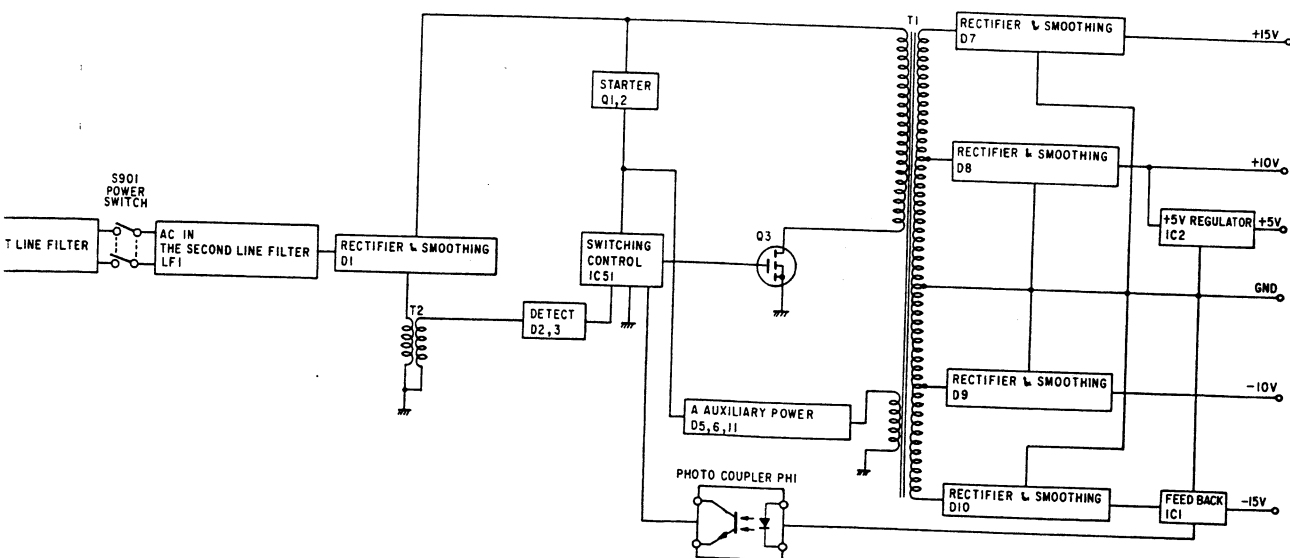 T1
RECTIFIER & SMOOTHING
D7
+15V
STARTER
Q1,2
RECTIFIER & SMOOTHING
D8
+10V
S901
POWER
SWITCH
T LINE FILTER
AC IN
THE SECOND LINE FILTER
LF1
RECTIFIER & SMOOTHING
D1
SWITCHING
CONTROL
IC51
Q3
+5V REGULATOR
IC2
+5V
GND
T2
DETECT
D2,3
RECTIFIER & SMOOTHING
D9
-10V
A AUXILIARY POWER
D5,6,11
PHOTO COUPLER PH1
RECTIFIER & SMOOTHING
D10
FEED BACK
IC1
-15V